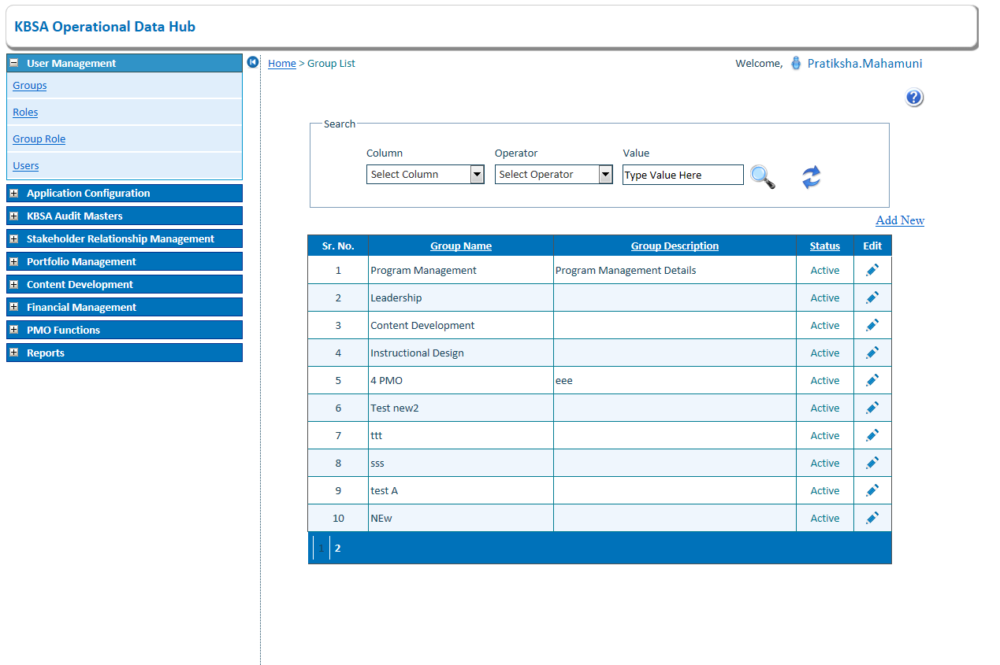 KBSA Operational Data Hub
User Management
Groups
Roles
Group Role
Users
Application Configuration
KBSA Audit Masters
Stakeholder Relationship Management
Portfolio Management
Content Development
Financial Management
PMO Functions
Reports
Home > Group List
Welcome, Pratiksha.Mahamuni
?
Search
Column Operator Value
Select Column Select Operator Type Value Here
Add New
Sr. No. Group Name Group Description Status Edit
1 Program Management Program Management Details Active
2 Leadership Active
3 Content Development Active
4 Instructional Design Active
5 4 PMO eee Active
6 Test new2 Active
7 ttt Active
8 sss Active
9 test A Active
10 NEw Active
1 2